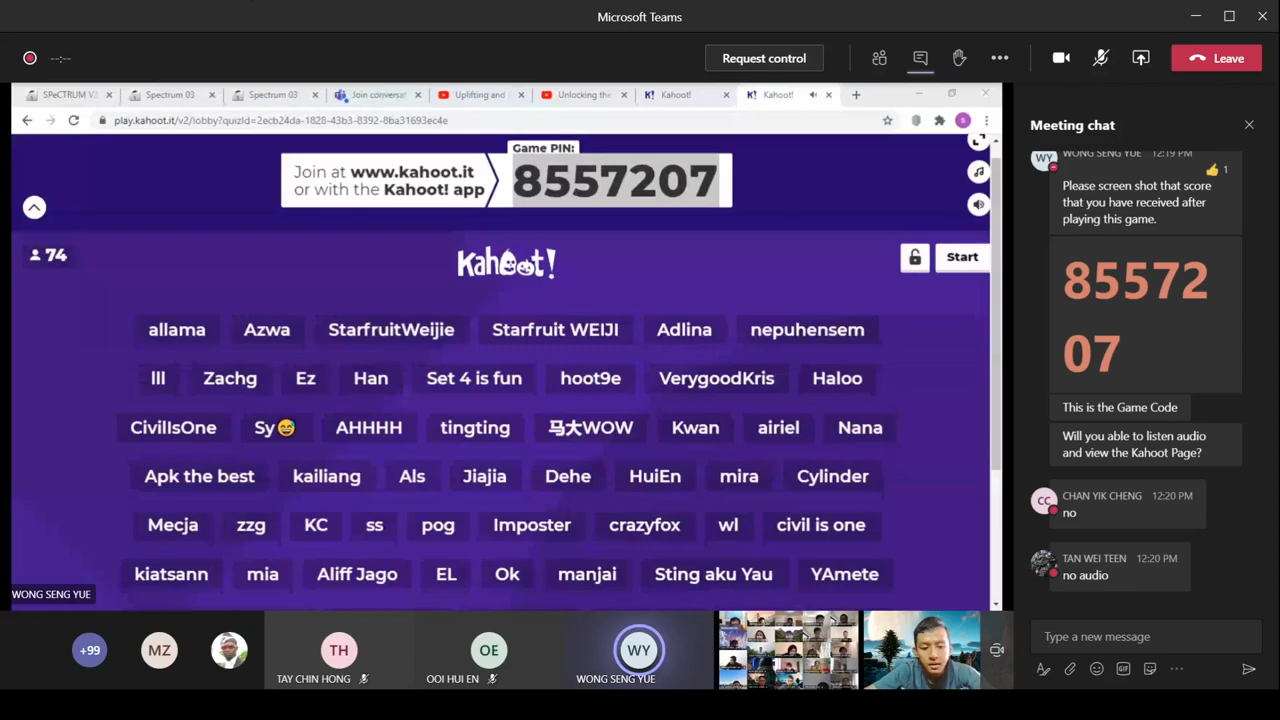 Microsoft Teams
--:--
Request control
Leave
SPeCTRUM V
Spectrum 03
Spectrum 03
Join conversat
Uplifting and
Unlocking the
Kahoot!
Kahoot!
play.kahoot.it/v2/lobby?quizId=2ecb24da-1828-43b3-8392-8ba31693ec4e
Join at www.kahoot.it
or with the Kahoot! app
Game PIN:
8557207
74
Kahoot!
Start
allama Azwa StarfruitWeijie Starfruit WEIJI Adlina nepuhensem
Zachg Ez Han Set 4 is fun hoot9e VerygoodKris Haloo
CivilIsOne Sy😅 AHHHH tingting 马大WOW Kwan airiel Nana
Apk the best kailiang Als Jiajia Dehe HuiEn mira Cylinder
Mecja zzg KC ss pog Imposter crazyfox wl civil is one
kiatsann mia Aliff Jago EL Ok manjai Sting aku Yau YAmete
WONG SENG YUE
+99
MZ
TH
TAY CHIN HONG
OE
OOI HUI EN
WY
WONG SENG YUE
Meeting chat
WY
WONG SENG YUE 12:19 PM
👍 1
Please screen shot that score
that you have received after
playing this game.
85572
07
This is the Game Code
Will you able to listen audio
and view the Kahoot Page?
CC
CHAN YIK CHENG 12:20 PM
no
TAN WEI TEEN 12:20 PM
no audio
Type a new message
GIF